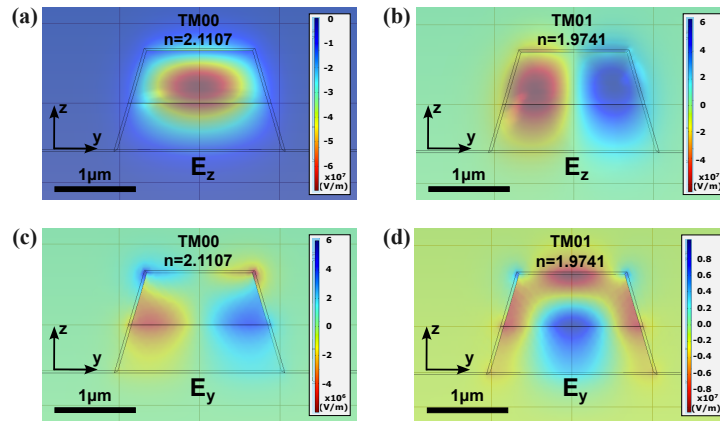 (a)
TM00
n=2.1107
z
y
1µm
E_z
0
-1
-2
-3
-4
-5
-6
x10⁷
(V/m)
(b)
TM01
n=1.9741
z
y
1µm
E_z
6
4
2
0
-2
-4
x10⁷
(V/m)
(c)
TM00
n=2.1107
z
y
1µm
E_y
6
4
2
0
-2
-4
x10⁶
(V/m)
(d)
TM01
n=1.9741
z
y
1µm
E_y
0.8
0.6
0.4
0.2
0.0
-0.2
-0.4
-0.6
-0.8
x10⁷
(V/m)